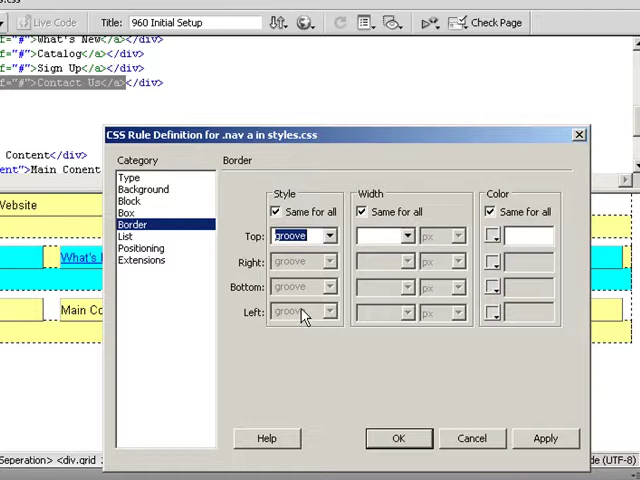 css
Live Code
Title: 960 Initial Setup
Check Page
f="#">What's New</a></div>
f="#">Catalog</a></div>
f="#">Sign Up</a></div>
f="#">Contact Us</a></div>
Content</div>
ent">Main Conent</div>
Website
What's
Main Co
CSS Rule Definition for .nav a in styles.css
Category
Border
Type
Background
Block
Box
Border
List
Positioning
Extensions
Style
Width
Color
Same for all
Same for all
Same for all
Top: groove
px
Right: groove
px
Bottom: groove
px
Left: groove
px
Help
OK
Cancel
Apply
Seperation> <div.grid
de (UTF-8)